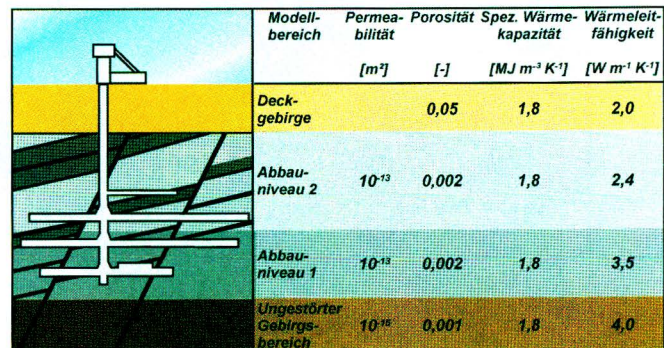 Modell- Permea- Porosität Spez. Wärme- Wärmeleit-
bereich bilität kapazität fähigkeit
[m²] [-] [MJ m⁻³ K⁻¹] [W m⁻¹ K⁻¹]
Deck-
gebirge 0,05 1,8 2,0
Abbau-
niveau 2 10⁻¹³ 0,002 1,8 2,4
Abbau-
niveau 1 10⁻¹³ 0,002 1,8 3,5
Ungestörter
Gebirgs- 10⁻¹⁶ 0,001 1,8 4,0
bereich